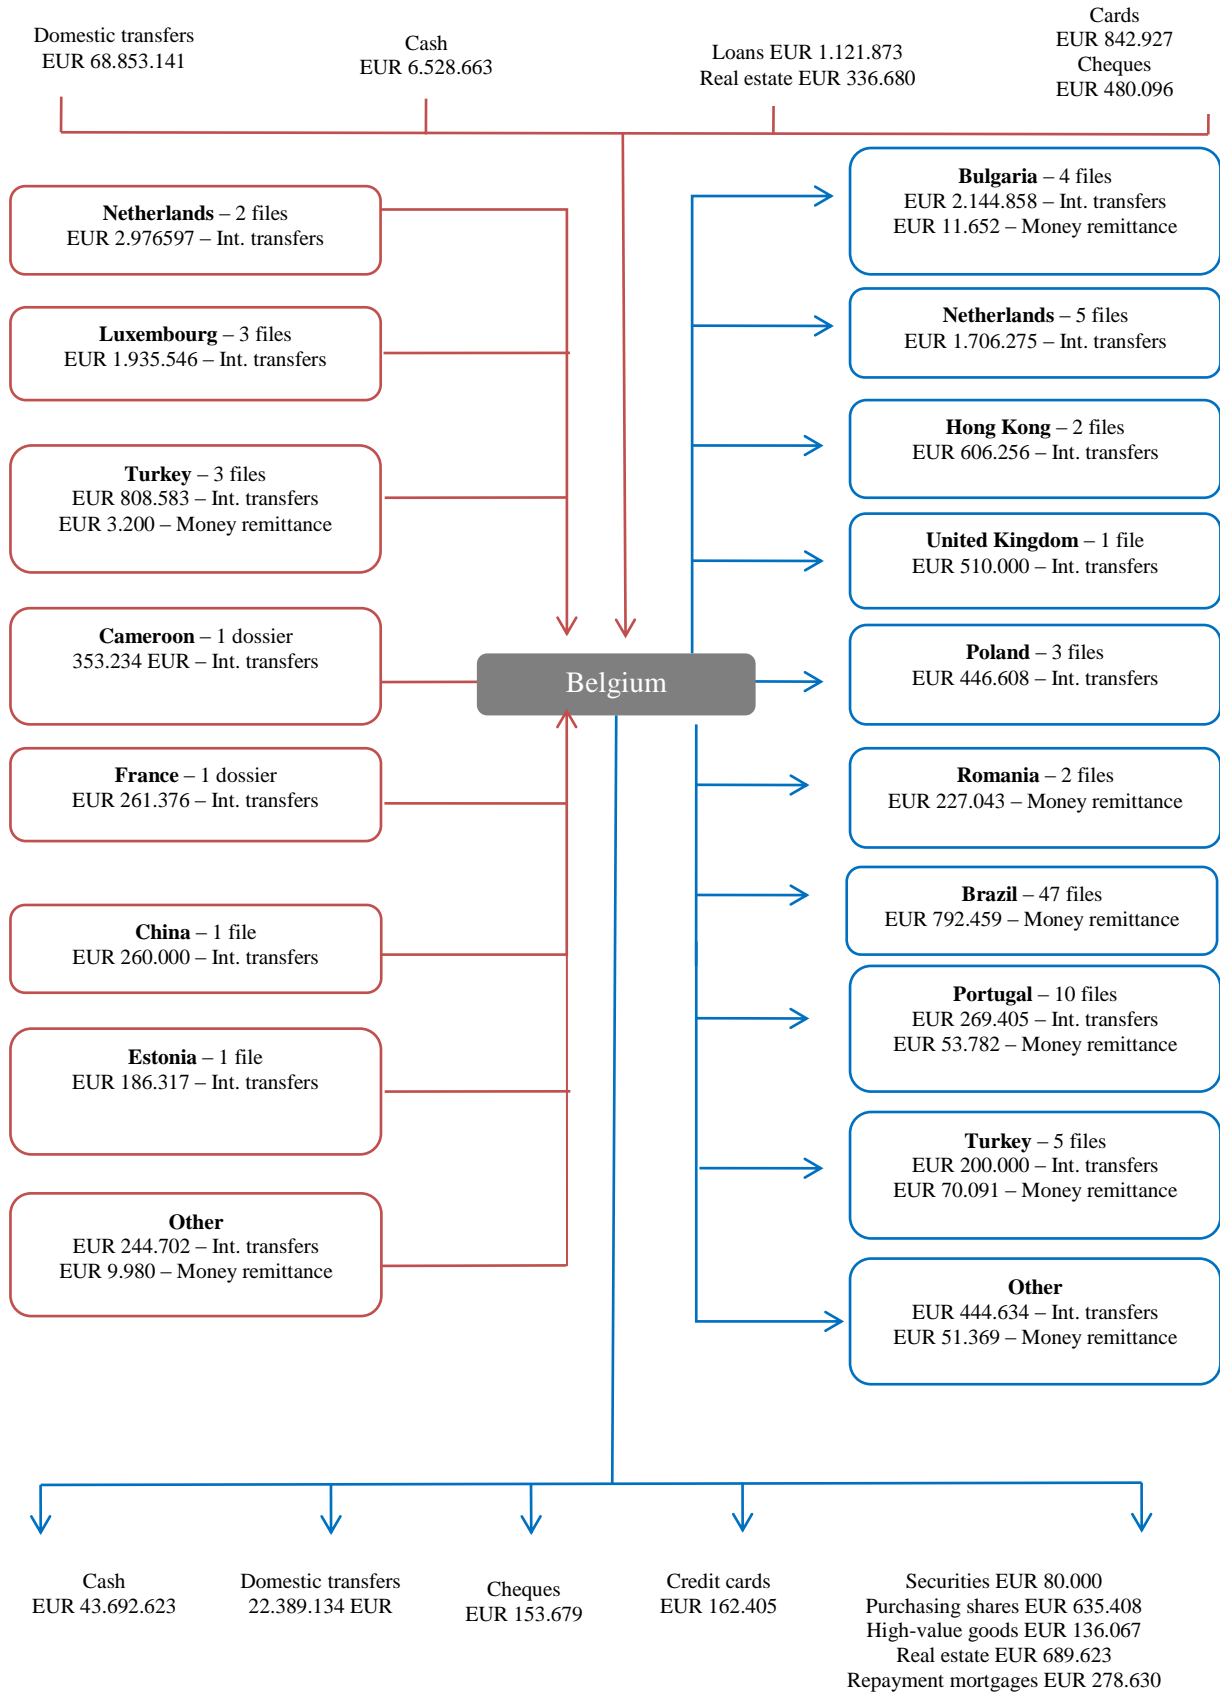 Domestic transfers
EUR 68.853.141
Cash
EUR 6.528.663
Loans EUR 1.121.873
Real estate EUR 336.680
Cards
EUR 842.927
Cheques
EUR 480.096
Netherlands – 2 files
EUR 2.976597 – Int. transfers
Luxembourg – 3 files
EUR 1.935.546 – Int. transfers
Turkey – 3 files
EUR 808.583 – Int. transfers
EUR 3.200 – Money remittance
Cameroon – 1 dossier
353.234 EUR – Int. transfers
France – 1 dossier
EUR 261.376 – Int. transfers
China – 1 file
EUR 260.000 – Int. transfers
Estonia – 1 file
EUR 186.317 – Int. transfers
Other
EUR 244.702 – Int. transfers
EUR 9.980 – Money remittance
Belgium
Bulgaria – 4 files
EUR 2.144.858 – Int. transfers
EUR 11.652 – Money remittance
Netherlands – 5 files
EUR 1.706.275 – Int. transfers
Hong Kong – 2 files
EUR 606.256 – Int. transfers
United Kingdom – 1 file
EUR 510.000 – Int. transfers
Poland – 3 files
EUR 446.608 – Int. transfers
Romania – 2 files
EUR 227.043 – Money remittance
Brazil – 47 files
EUR 792.459 – Money remittance
Portugal – 10 files
EUR 269.405 – Int. transfers
EUR 53.782 – Money remittance
Turkey – 5 files
EUR 200.000 – Int. transfers
EUR 70.091 – Money remittance
Other
EUR 444.634 – Int. transfers
EUR 51.369 – Money remittance
Cash
EUR 43.692.623
Domestic transfers
22.389.134 EUR
Cheques
EUR 153.679
Credit cards
EUR 162.405
Securities EUR 80.000
Purchasing shares EUR 635.408
High-value goods EUR 136.067
Real estate EUR 689.623
Repayment mortgages EUR 278.630